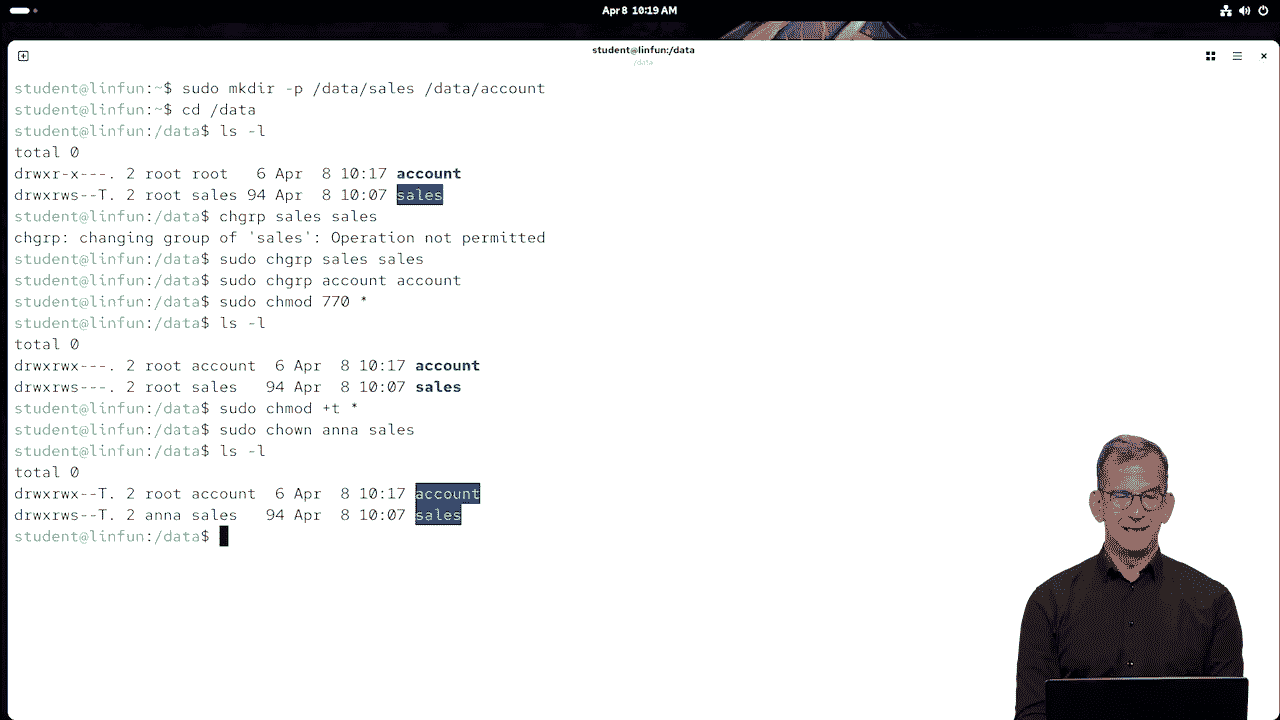 Apr 8 10:19 AM
student@linfun:/data
/data
student@linfun:~$ sudo mkdir -p /data/sales /data/account
student@linfun:~$ cd /data
student@linfun:/data$ ls -l
total 0
drwxr-x---. 2 root root   6 Apr  8 10:17 account
drwxrws--T. 2 root sales 94 Apr  8 10:07 sales
student@linfun:/data$ chgrp sales sales
chgrp: changing group of 'sales': Operation not permitted
student@linfun:/data$ sudo chgrp sales sales
student@linfun:/data$ sudo chgrp account account
student@linfun:/data$ sudo chmod 770 *
student@linfun:/data$ ls -l
total 0
drwxrwx---. 2 root account  6 Apr  8 10:17 account
drwxrws---. 2 root sales   94 Apr  8 10:07 sales
student@linfun:/data$ sudo chmod +t *
student@linfun:/data$ sudo chown anna sales
student@linfun:/data$ ls -l
total 0
drwxrwx--T. 2 root account  6 Apr  8 10:17 account
drwxrws--T. 2 anna sales   94 Apr  8 10:07 sales
student@linfun:/data$